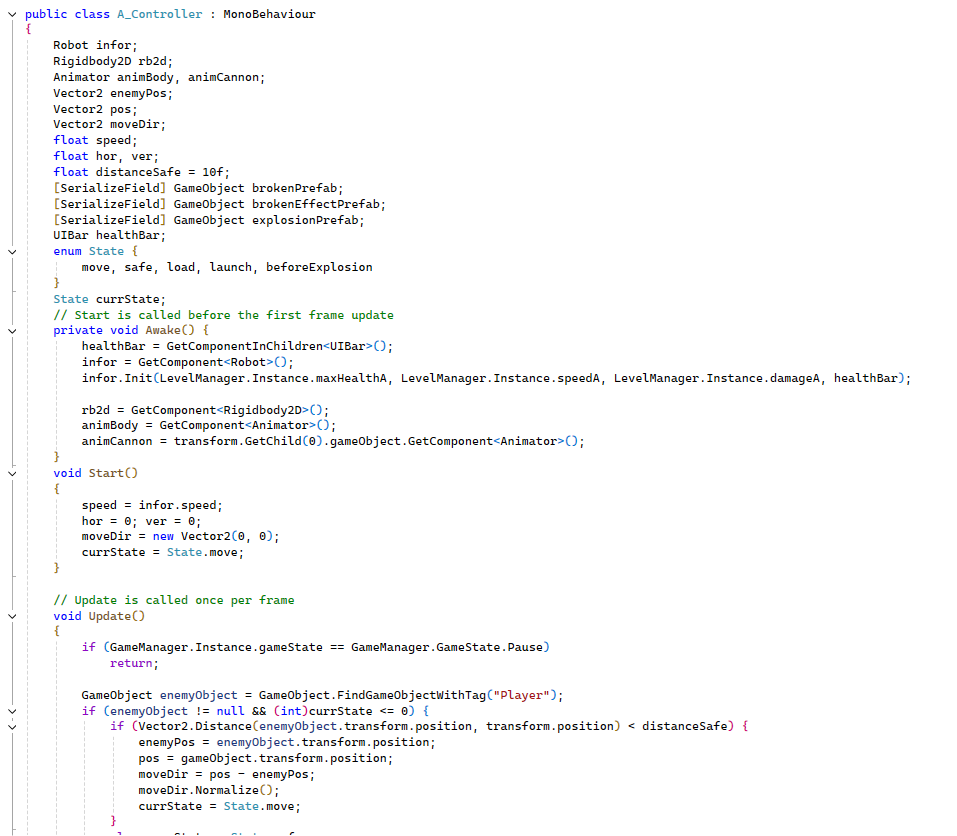 public class A_Controller : MonoBehaviour
{
    Robot infor;
    Rigidbody2D rb2d;
    Animator animBody, animCannon;
    Vector2 enemyPos;
    Vector2 pos;
    Vector2 moveDir;
    float speed;
    float hor, ver;
    float distanceSafe = 10f;
    [SerializeField] GameObject brokenPrefab;
    [SerializeField] GameObject brokenEffectPrefab;
    [SerializeField] GameObject explosionPrefab;
    UIBar healthBar;
    enum State {
        move, safe, load, launch, beforeExplosion
    }
    State currState;
    // Start is called before the first frame update
    private void Awake() {
        healthBar = GetComponentInChildren<UIBar>();
        infor = GetComponent<Robot>();
        infor.Init(LevelManager.Instance.maxHealthA, LevelManager.Instance.speedA, LevelManager.Instance.damageA, healthBar);

        rb2d = GetComponent<Rigidbody2D>();
        animBody = GetComponent<Animator>();
        animCannon = transform.GetChild(0).gameObject.GetComponent<Animator>();
    }
    void Start()
    {
        speed = infor.speed;
        hor = 0; ver = 0;
        moveDir = new Vector2(0, 0);
        currState = State.move;
    }

    // Update is called once per frame
    void Update()
    {
        if (GameManager.Instance.gameState == GameManager.GameState.Pause)
            return;

        GameObject enemyObject = GameObject.FindGameObjectWithTag("Player");
        if (enemyObject != null && (int)currState <= 0) {
            if (Vector2.Distance(enemyObject.transform.position, transform.position) < distanceSafe) {
                enemyPos = enemyObject.transform.position;
                pos = gameObject.transform.position;
                moveDir = pos - enemyPos;
                moveDir.Normalize();
                currState = State.move;
            }